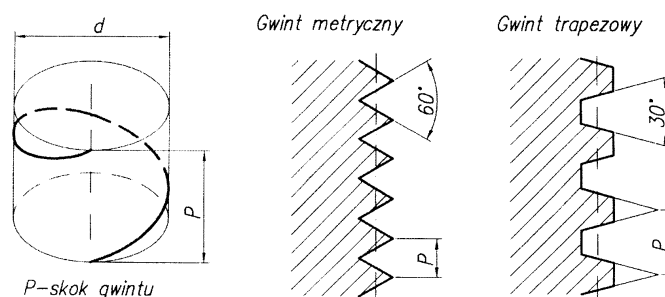 d
P
P-skok gwintu
Gwint metryczny
60°
P
Gwint trapezowy
30°
P